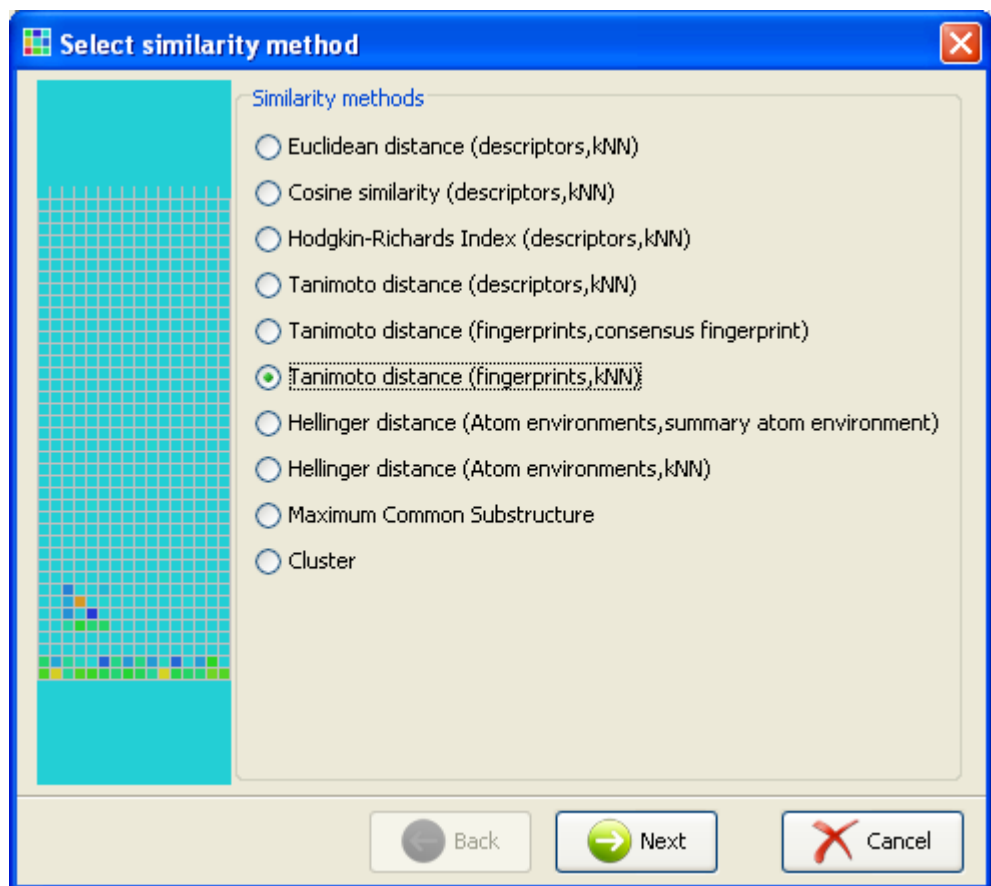 Select similarity method
Similarity methods
Euclidean distance (descriptors,kNN)
Cosine similarity (descriptors,kNN)
Hodgkin-Richards Index (descriptors,kNN)
Tanimoto distance (descriptors,kNN)
Tanimoto distance (fingerprints,consensus fingerprint)
Tanimoto distance (fingerprints,kNN)
Hellinger distance (Atom environments,summary atom environment)
Hellinger distance (Atom environments,kNN)
Maximum Common Substructure
Cluster
Back Next Cancel